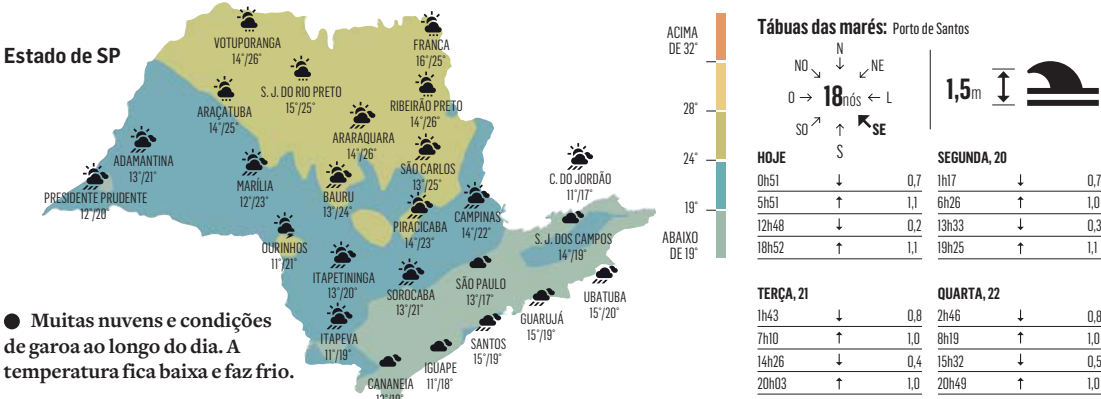 Estado de SP
VOTUPORANGA
14°/26°
FRANCA
16°/25°
S. J. DO RIO PRETO
15°/25°
ARAÇATUBA
14°/25°
RIBEIRÃO PRETO
14°/26°
ARARAQUARA
14°/26°
ADAMANTINA
13°/21°
SÃO CARLOS
13°/25°
MARÍLIA
12°/23°
PRESIDENTE PRUDENTE
12°/20°
BAURU
13°/24°
C. DO JORDÃO
11°/17°
CAMPINAS
14°/22°
PIRACICABA
14°/23°
OURINHOS
11°/21°
S. J. DOS CAMPOS
14°/19°
ITAPETININGA
13°/20°
SOROCABA
13°/21°
SÃO PAULO
13°/17°
UBATUBA
15°/20°
GUARUJÁ
15°/19°
ITAPEVA
11°/19°
SANTOS
15°/19°
IGUAPE
11°/18°
CANANEIA
● Muitas nuvens e condições
de garoa ao longo do dia. A
temperatura fica baixa e faz frio.
ACIMA
DE 32°
28°
24°
19°
ABAIXO
DE 19°
Tábuas das marés: Porto de Santos
N
NO ↘ ↓ ↙ NE
O → 18nós ← L
SO ↗ ↑ ↖ SE
S
1,5m
HOJE
0h51 ↓ 0,7
5h51 ↑ 1,1
12h48 ↓ 0,2
18h52 ↑ 1,1
SEGUNDA, 20
1h17 ↓ 0,7
6h26 ↑ 1,0
13h33 ↓ 0,3
19h25 ↑ 1,1
TERÇA, 21
1h43 ↓ 0,8
7h10 ↑ 1,0
14h26 ↓ 0,4
20h03 ↑ 1,0
QUARTA, 22
2h46 ↓ 0,8
8h19 ↑ 1,0
15h32 ↓ 0,5
20h49 ↑ 1,0